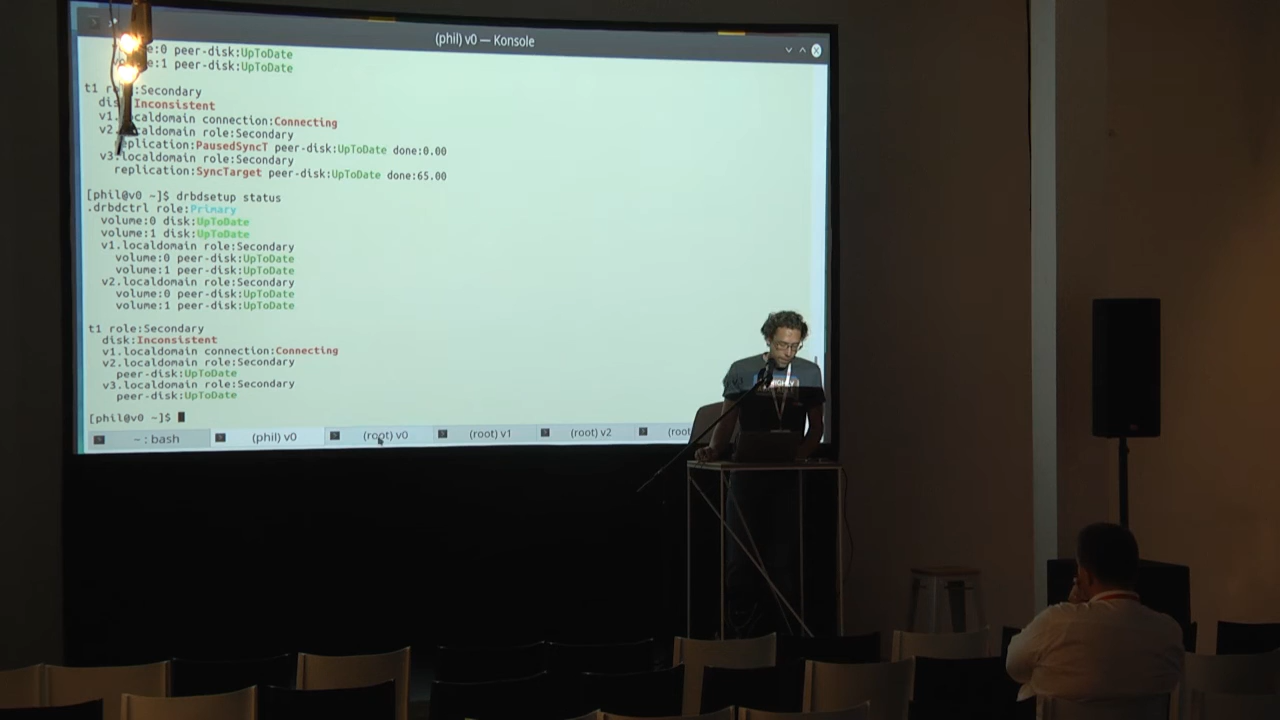 (phil) v0 — Konsole
e:0 peer-disk:UpToDate
e:1 peer-disk:UpToDate
t1 role:Secondary
disk:Inconsistent
v1.localdomain connection:Connecting
v2.localdomain role:Secondary
replication:PausedSyncT peer-disk:UpToDate done:0.00
v3.localdomain role:Secondary
replication:SyncTarget peer-disk:UpToDate done:65.00
[phil@v0 ~]$ drbdsetup status
.drbdctrl role:Primary
volume:0 disk:UpToDate
volume:1 disk:UpToDate
v1.localdomain role:Secondary
volume:0 peer-disk:UpToDate
volume:1 peer-disk:UpToDate
v2.localdomain role:Secondary
volume:0 peer-disk:UpToDate
volume:1 peer-disk:UpToDate
t1 role:Secondary
disk:Inconsistent
v1.localdomain connection:Connecting
v2.localdomain role:Secondary
peer-disk:UpToDate
v3.localdomain role:Secondary
peer-disk:UpToDate
[phil@v0 ~]$
~ : bash (phil) v0 (root) v0 (root) v1 (root) v2 (root